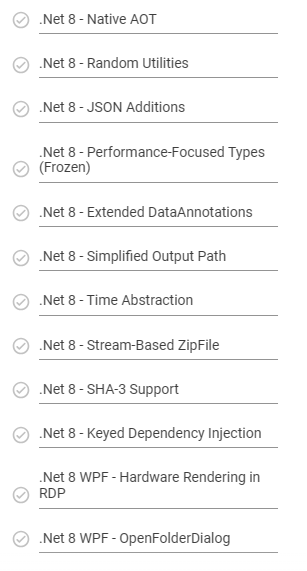 .Net 8 - Native AOT
.Net 8 - Random Utilities
.Net 8 - JSON Additions
.Net 8 - Performance-Focused Types
(Frozen)
.Net 8 - Extended DataAnnotations
.Net 8 - Simplified Output Path
.Net 8 - Time Abstraction
.Net 8 - Stream-Based ZipFile
.Net 8 - SHA-3 Support
.Net 8 - Keyed Dependency Injection
.Net 8 WPF - Hardware Rendering in
RDP
.Net 8 WPF - OpenFolderDialog